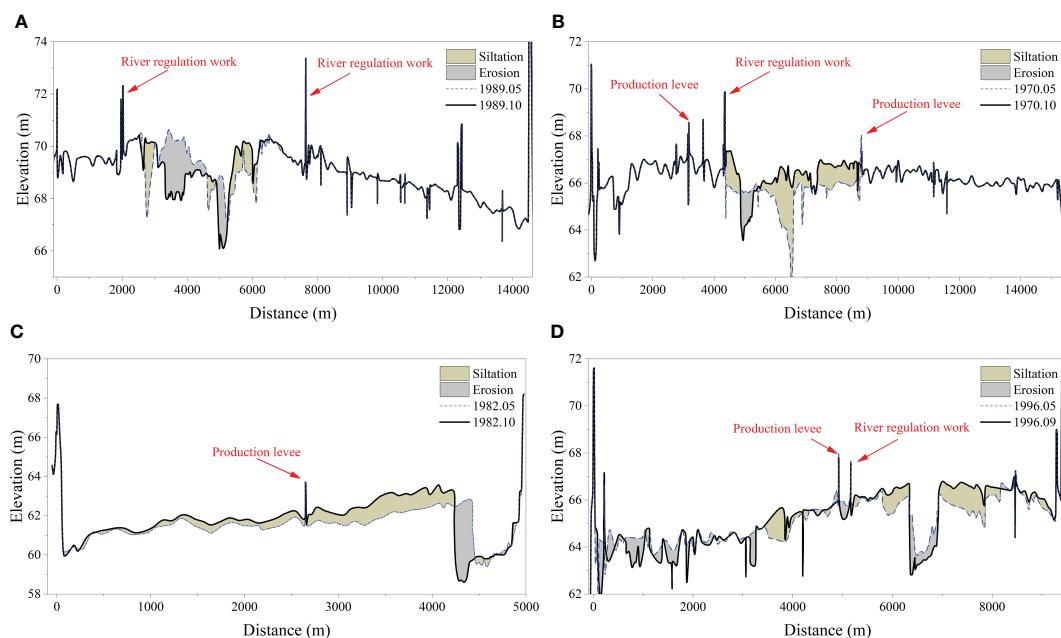 A
74
72
70
68
66
Elevation (m)
River regulation work
River regulation work
Siltation
Erosion
1989.05
1989.10
0
2000
4000
6000
8000
10000
12000
14000
Distance (m)
B
72
70
68
66
64
62
Elevation (m)
Production levee
River regulation work
Production levee
Siltation
Erosion
1970.05
1970.10
0
2000
4000
6000
8000
10000
12000
14000
Distance (m)
C
70
68
66
64
62
60
58
Elevation (m)
Production levee
Siltation
Erosion
1982.05
1982.10
0
1000
2000
3000
4000
5000
Distance (m)
D
72
70
68
66
64
62
Elevation (m)
Production levee
River regulation work
Siltation
Erosion
1996.05
1996.09
0
2000
4000
6000
8000
Distance (m)